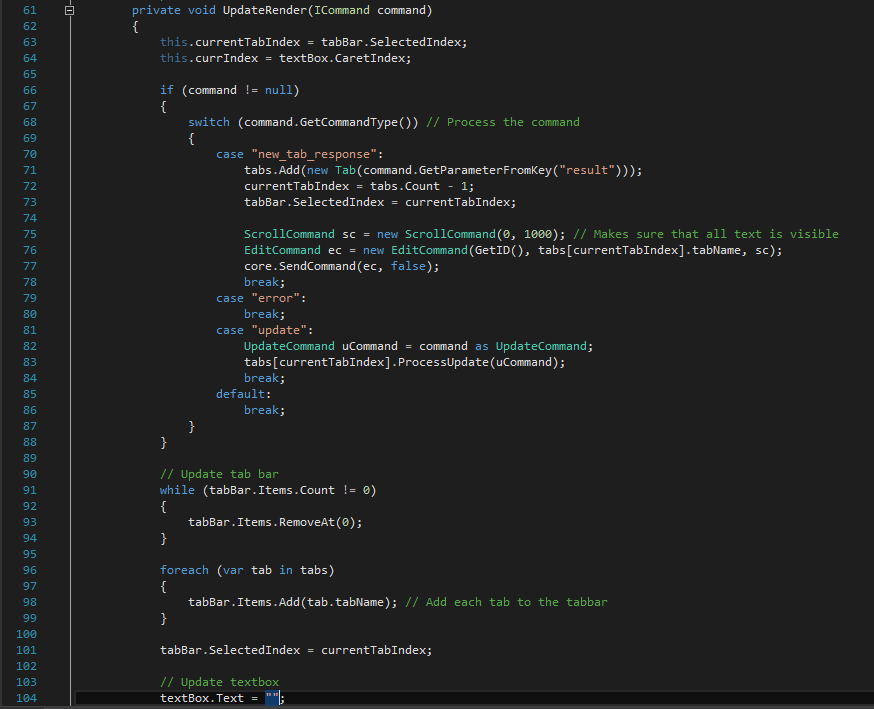 61 private void UpdateRender(ICommand command)
62 {
63 this.currentTabIndex = tabBar.SelectedIndex;
64 this.currIndex = textBox.CaretIndex;
65
66 if (command != null)
67 {
68 switch (command.GetCommandType()) // Process the command
69 {
70 case "new_tab_response":
71 tabs.Add(new Tab(command.GetParameterFromKey("result")));
72 currentTabIndex = tabs.Count - 1;
73 tabBar.SelectedIndex = currentTabIndex;
74
75 ScrollCommand sc = new ScrollCommand(0, 1000); // Makes sure that all text is visible
76 EditCommand ec = new EditCommand(GetID(), tabs[currentTabIndex].tabName, sc);
77 core.SendCommand(ec, false);
78 break;
79 case "error":
80 break;
81 case "update":
82 UpdateCommand uCommand = command as UpdateCommand;
83 tabs[currentTabIndex].ProcessUpdate(uCommand);
84 break;
85 default:
86 break;
87 }
88 }
89
90 // Update tab bar
91 while (tabBar.Items.Count != 0)
92 {
93 tabBar.Items.RemoveAt(0);
94 }
95
96 foreach (var tab in tabs)
97 {
98 tabBar.Items.Add(tab.tabName); // Add each tab to the tabbar
99 }
100
101 tabBar.SelectedIndex = currentTabIndex;
102
103 // Update textbox
104 textBox.Text = "";